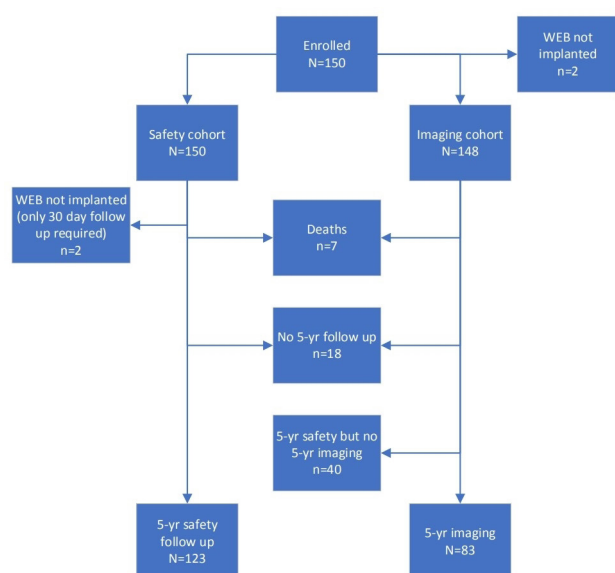 Enrolled
N=150
WEB not
implanted
n=2
Safety cohort
N=150
Imaging cohort
N=148
WEB not implanted
(only 30 day follow
up required)
n=2
Deaths
n=7
No 5-yr follow up
n=18
5-yr safety but no
5-yr imaging
n=40
5-yr safety
follow up
N=123
5-yr imaging
N=83